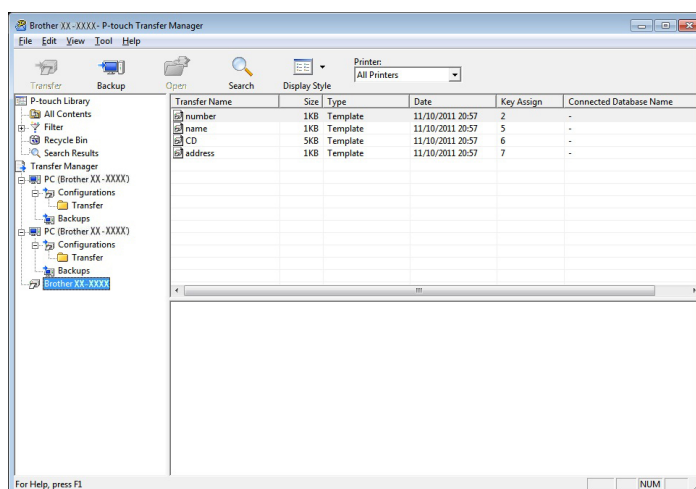 Brother XX-XXXX- P-touch Transfer Manager
File Edit View Tool Help
Transfer Backup Open Search Display Style
Printer:
All Printers
P-touch Library
All Contents
Filter
Recycle Bin
Search Results
Transfer Manager
PC (Brother XX-XXXX)
Configurations
Transfer
Backups
PC (Brother XX-XXXX)
Configurations
Transfer
Backups
Brother XX-XXXX
Transfer Name Size Type Date Key Assign Connected Database Name
number 1KB Template 11/10/2011 20:57 2 -
name 1KB Template 11/10/2011 20:57 5 -
CD 5KB Template 11/10/2011 20:57 6 -
address 1KB Template 11/10/2011 20:57 7 -
For Help, press F1
NUM